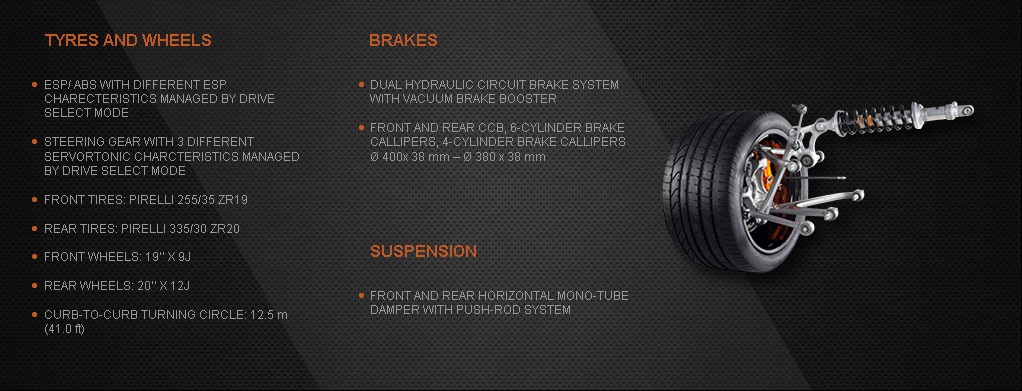 TYRES AND WHEELS
ESP/ ABS WITH DIFFERENT ESP
CHARECTERISTICS MANAGED BY DRIVE
SELECT MODE
STEERING GEAR WITH 3 DIFFERENT
SERVORTONIC CHARCTERISTICS MANAGED
BY DRIVE SELECT MODE
FRONT TIRES: PIRELLI 255/35 ZR19
REAR TIRES: PIRELLI 335/30 ZR20
FRONT WHEELS: 19" X 9J
REAR WHEELS: 20" X 12J
CURB-TO-CURB TURNING CIRCLE: 12.5 m
(41.0 ft)
BRAKES
DUAL HYDRAULIC CIRCUIT BRAKE SYSTEM
WITH VACUUM BRAKE BOOSTER
FRONT AND REAR CCB, 6-CYLINDER BRAKE
CALLIPERS, 4-CYLINDER BRAKE CALLIPERS
Ø 400x 38 mm – Ø 380 x 38 mm
SUSPENSION
FRONT AND REAR HORIZONTAL MONO-TUBE
DAMPER WITH PUSH-ROD SYSTEM